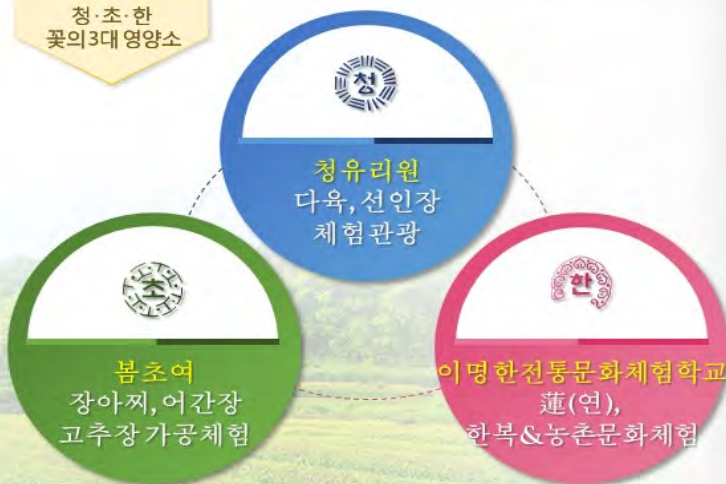 청·초·한
꽃의3대 영양소
청
청유리원
다육,선인장
체험관광
초
봄초여
장아찌,어간장
고추장 가공체험
한
이명한전통문화체험학교
蓮(연),
한복&농촌문화체험